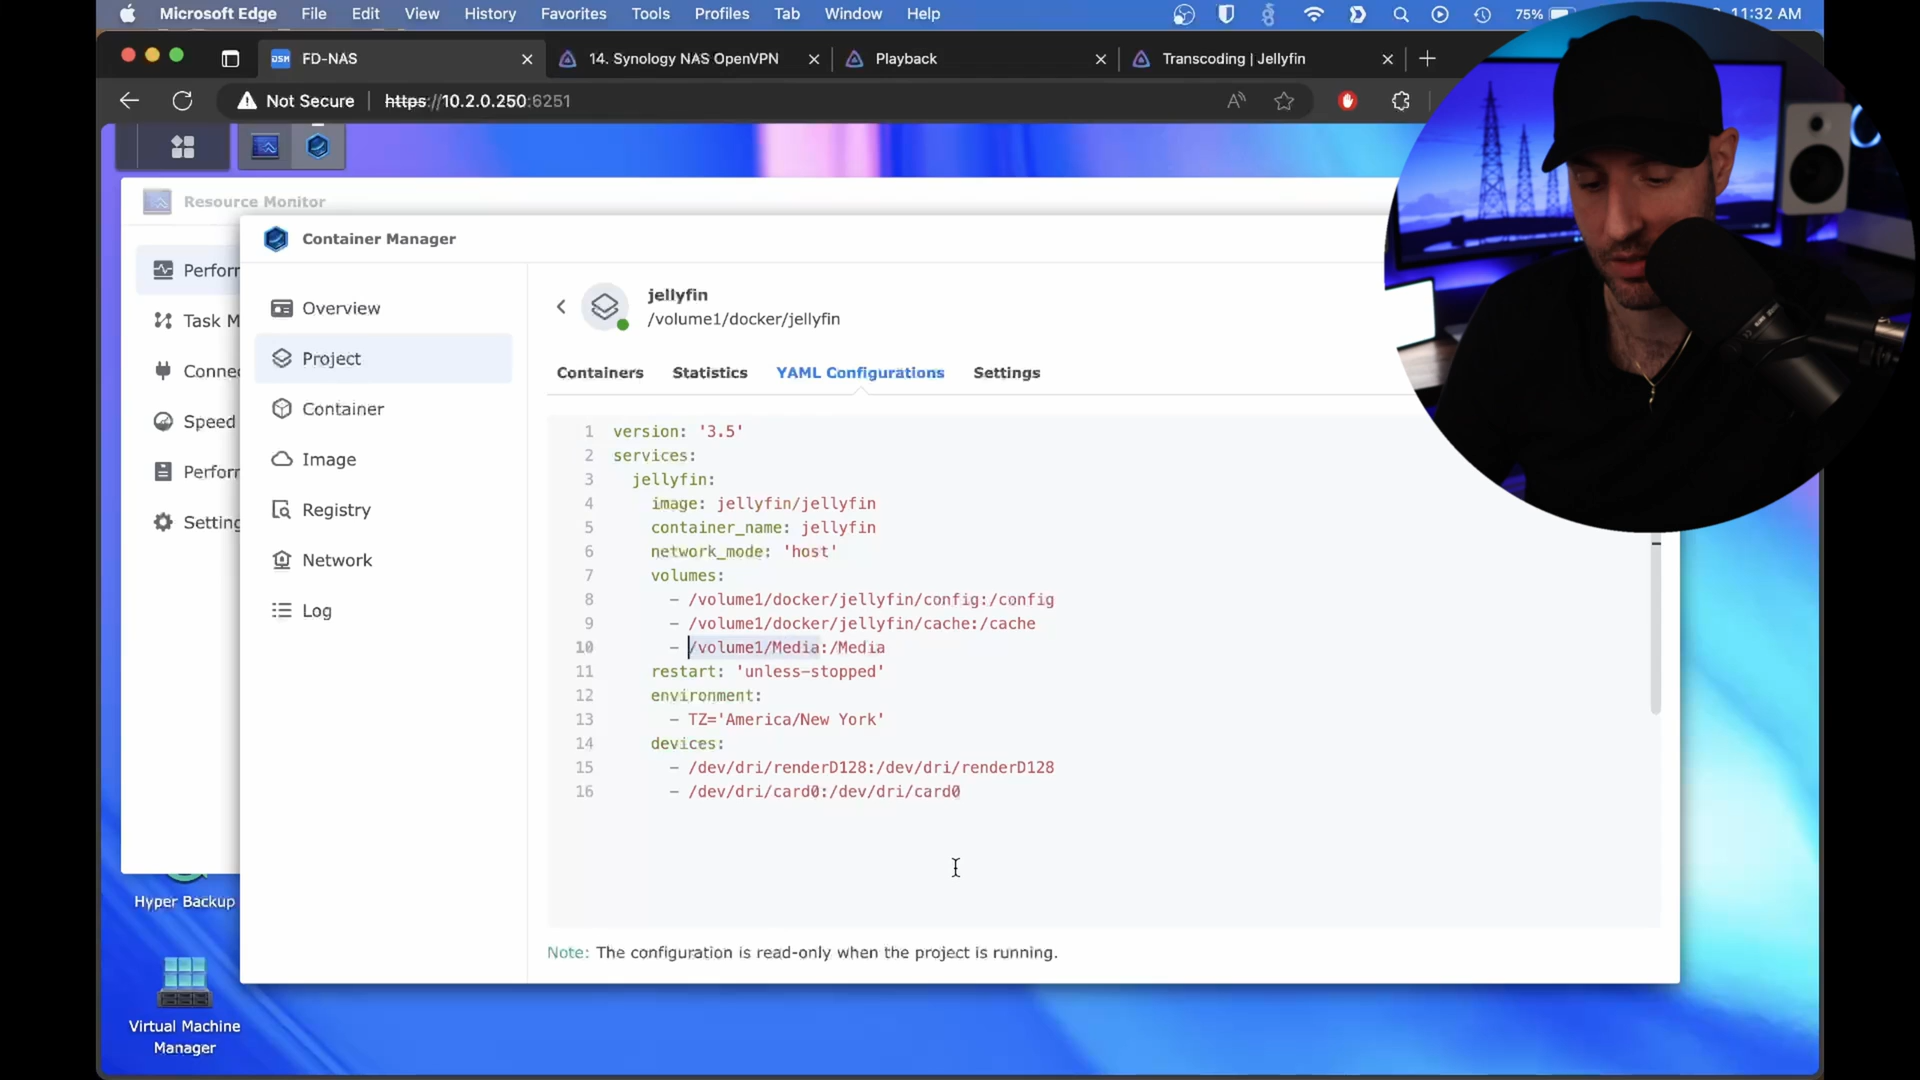 Microsoft Edge File Edit View History Favorites Tools Profiles Tab Window Help 75% 11:32 AM
FD-NAS 14. Synology NAS OpenVPN Playback Transcoding | Jellyfin
Not Secure https://10.2.0.250:6251
Resource Monitor
Container Manager
Perforr
Task M
Conne
Speed
Perforr
Setting
Overview
Project
Container
Image
Registry
Network
Log
jellyfin
/volume1/docker/jellyfin
Containers Statistics YAML Configurations Settings
1 version: '3.5'
2 services:
3 jellyfin:
4 image: jellyfin/jellyfin
5 container_name: jellyfin
6 network_mode: 'host'
7 volumes:
8 - /volume1/docker/jellyfin/config:/config
9 - /volume1/docker/jellyfin/cache:/cache
10 - /volume1/Media:/Media
11 restart: 'unless-stopped'
12 environment:
13 - TZ='America/New York'
14 devices:
15 - /dev/dri/renderD128:/dev/dri/renderD128
16 - /dev/dri/card0:/dev/dri/card0
Note: The configuration is read-only when the project is running.
Hyper Backup
Virtual Machine
Manager